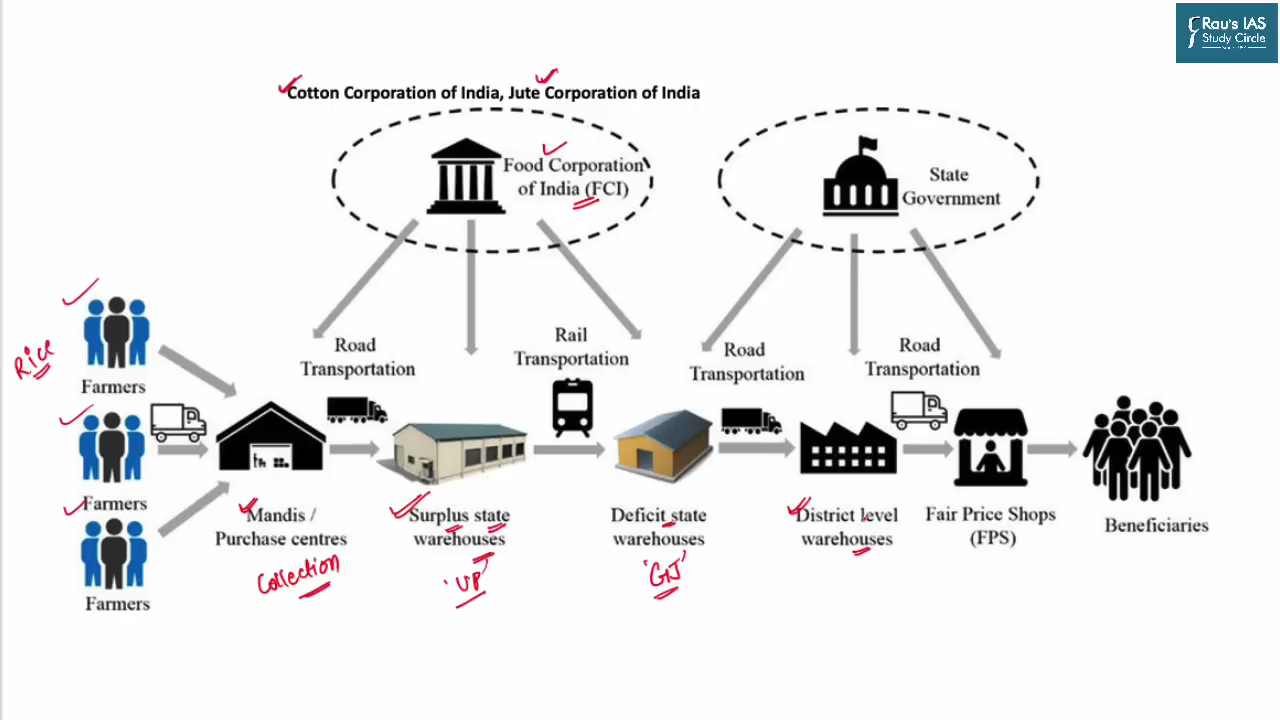 Rau's IAS
Study Circle
Cotton Corporation of India, Jute Corporation of India
Food Corporation
of India (FCI)
State
Government
Road
Transportation
Rail
Transportation
Road
Transportation
Road
Transportation
Rice
Farmers
Farmers
Farmers
Mandis /
Purchase centres
Collection
Surplus state
warehouses
'UP'
Deficit state
warehouses
'GJ'
District level
warehouses
Fair Price Shops
(FPS)
Beneficiaries